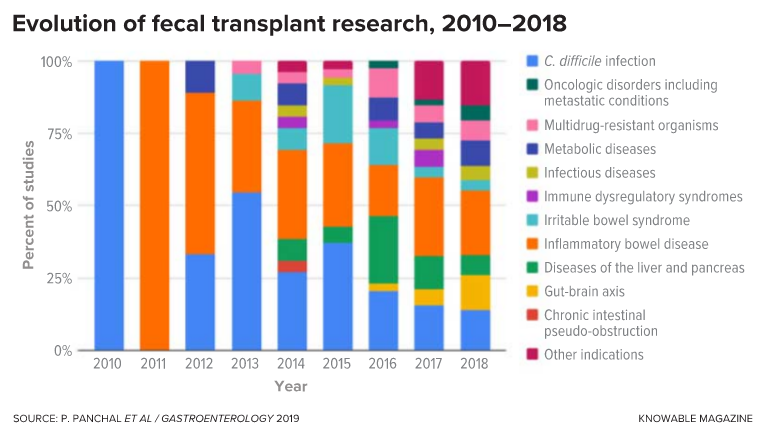 Evolution of fecal transplant research, 2010–2018
100%
75%
50%
25%
0%
Percent of studies
2010 2011 2012 2013 2014 2015 2016 2017 2018
Year
C. difficile infection
Oncologic disorders including
metastatic conditions
Multidrug-resistant organisms
Metabolic diseases
Infectious diseases
Immune dysregulatory syndromes
Irritable bowel syndrome
Inflammatory bowel disease
Diseases of the liver and pancreas
Gut-brain axis
Chronic intestinal
pseudo-obstruction
Other indications
SOURCE: P. PANCHAL ET AL / GASTROENTEROLOGY 2019
KNOWABLE MAGAZINE